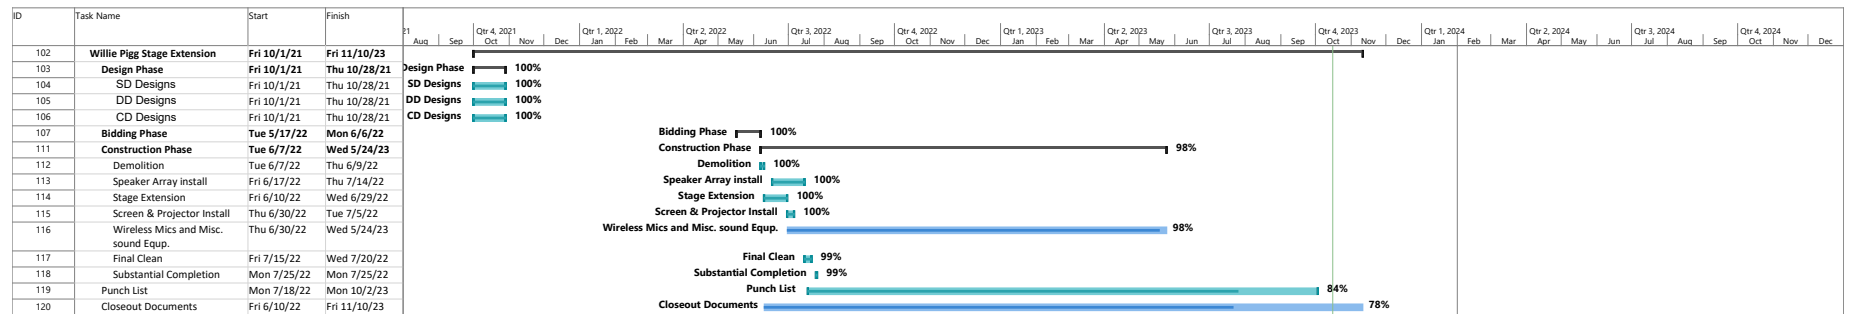 ID Task Name Start Finish
21 Qtr 4, 2021 Qtr 1, 2022 Qtr 2, 2022 Qtr 3, 2022 Qtr 4, 2022 Qtr 1, 2023 Qtr 2, 2023 Qtr 3, 2023 Qtr 4, 2023 Qtr 1, 2024 Qtr 2, 2024 Qtr 3, 2024 Qtr 4, 2024
Aug Sep Oct Nov Dec Jan Feb Mar Apr May Jun Jul Aug Sep Oct Nov Dec Jan Feb Mar Apr May Jun Jul Aug Sep Oct Nov Dec Jan Feb Mar Apr May Jun Jul Aug Sep Oct Nov Dec
102 Willie Pigg Stage Extension Fri 10/1/21 Fri 11/10/23
103 Design Phase Fri 10/1/21 Thu 10/28/21 Design Phase 100%
104 SD Designs Fri 10/1/21 Thu 10/28/21 SD Designs 100%
105 DD Designs Fri 10/1/21 Thu 10/28/21 DD Designs 100%
106 CD Designs Fri 10/1/21 Thu 10/28/21 CD Designs 100%
107 Bidding Phase Tue 5/17/22 Mon 6/6/22 Bidding Phase 100%
111 Construction Phase Tue 6/7/22 Wed 5/24/23 Construction Phase 98%
112 Demolition Tue 6/7/22 Thu 6/9/22 Demolition 100%
113 Speaker Array install Fri 6/17/22 Thu 7/14/22 Speaker Array install 100%
114 Stage Extension Fri 6/10/22 Wed 6/29/22 Stage Extension 100%
115 Screen & Projector Install Thu 6/30/22 Tue 7/5/22 Screen & Projector Install 100%
116 Wireless Mics and Misc. Thu 6/30/22 Wed 5/24/23 Wireless Mics and Misc. sound Equp. 98%
sound Equp.
117 Final Clean Fri 7/15/22 Wed 7/20/22 Final Clean 99%
118 Substantial Completion Mon 7/25/22 Mon 7/25/22 Substantial Completion 99%
119 Punch List Mon 7/18/22 Mon 10/2/23 Punch List 84%
120 Closeout Documents Fri 6/10/22 Fri 11/10/23 Closeout Documents 78%